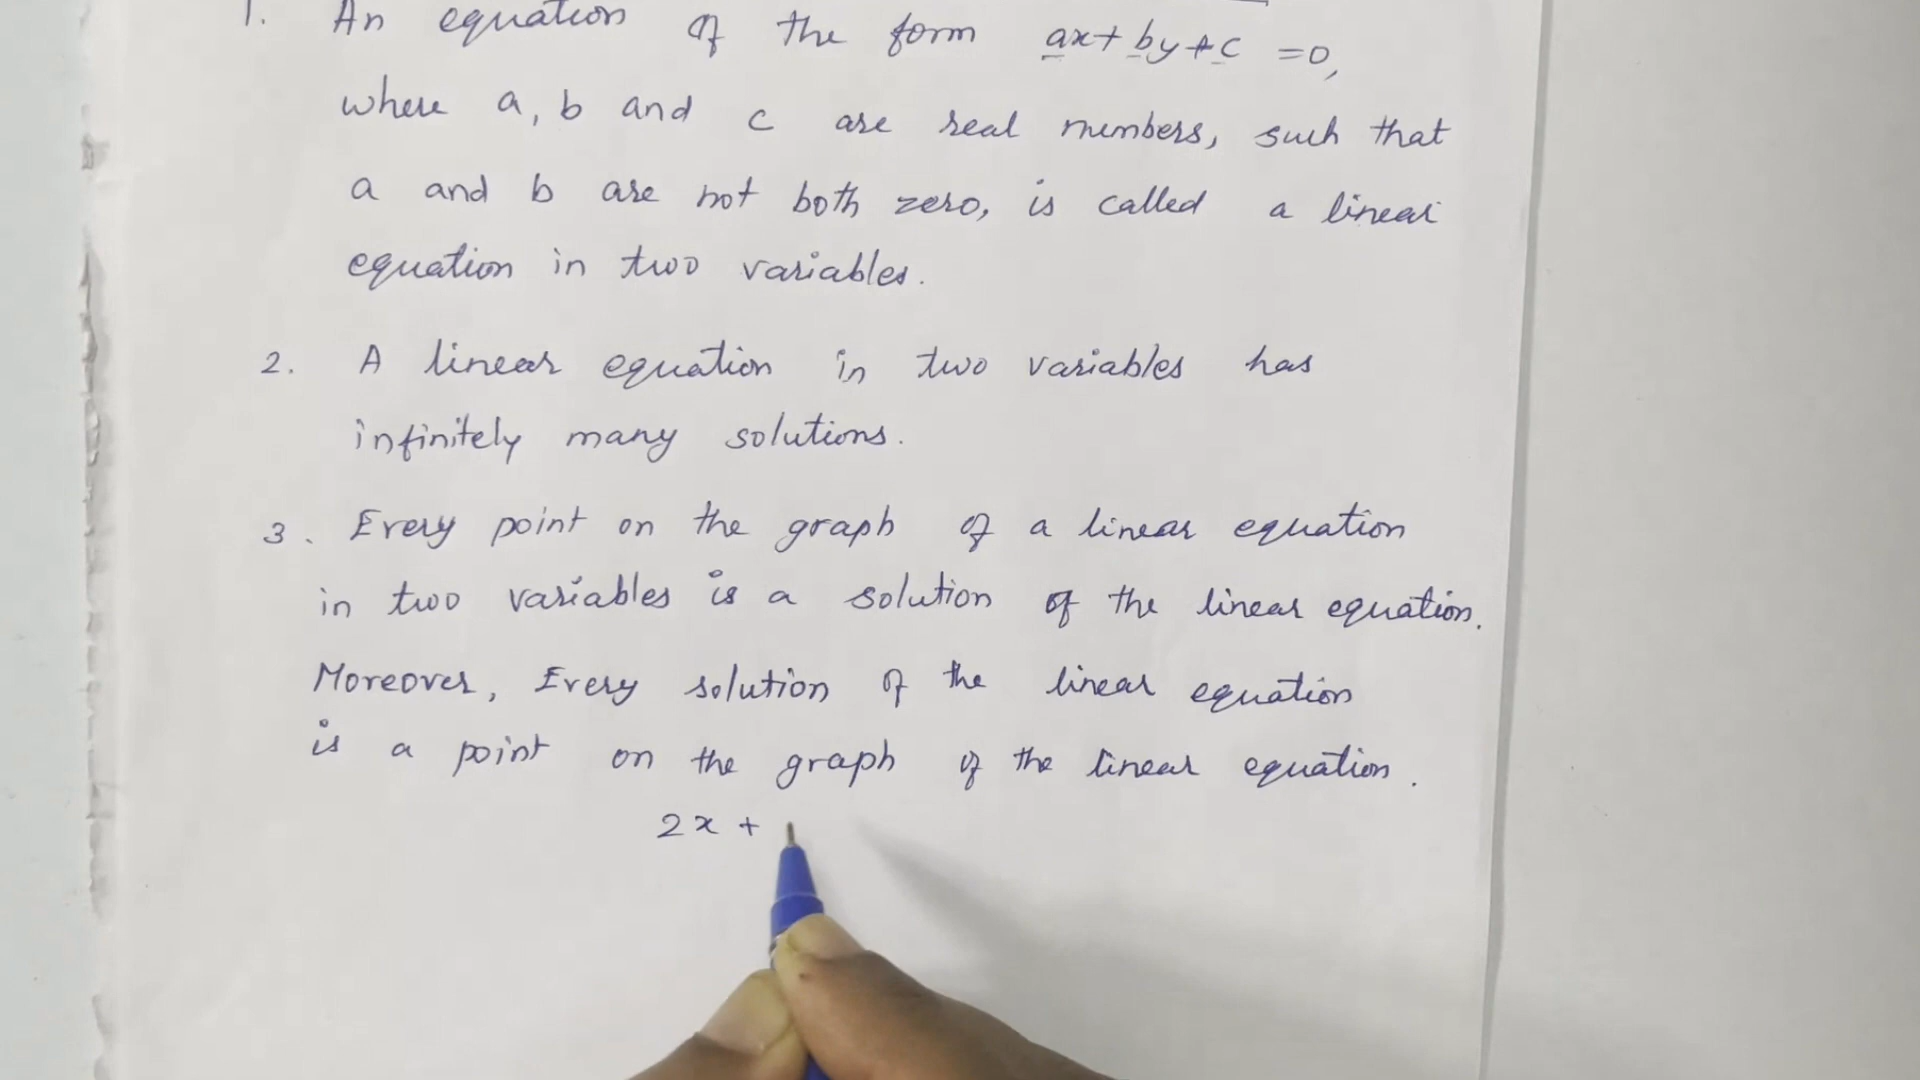 1. An equation of the form ax+by+c =0,
where a, b and c are real numbers, such that
a and b are not both zero, is called a linear
equation in two variables.
2. A linear equation in two variables has
infinitely many solutions.
3. Every point on the graph of a linear equation
in two variables is a solution of the linear equation.
Moreover, Every solution of the linear equation
is a point on the graph of the linear equation.
2x +